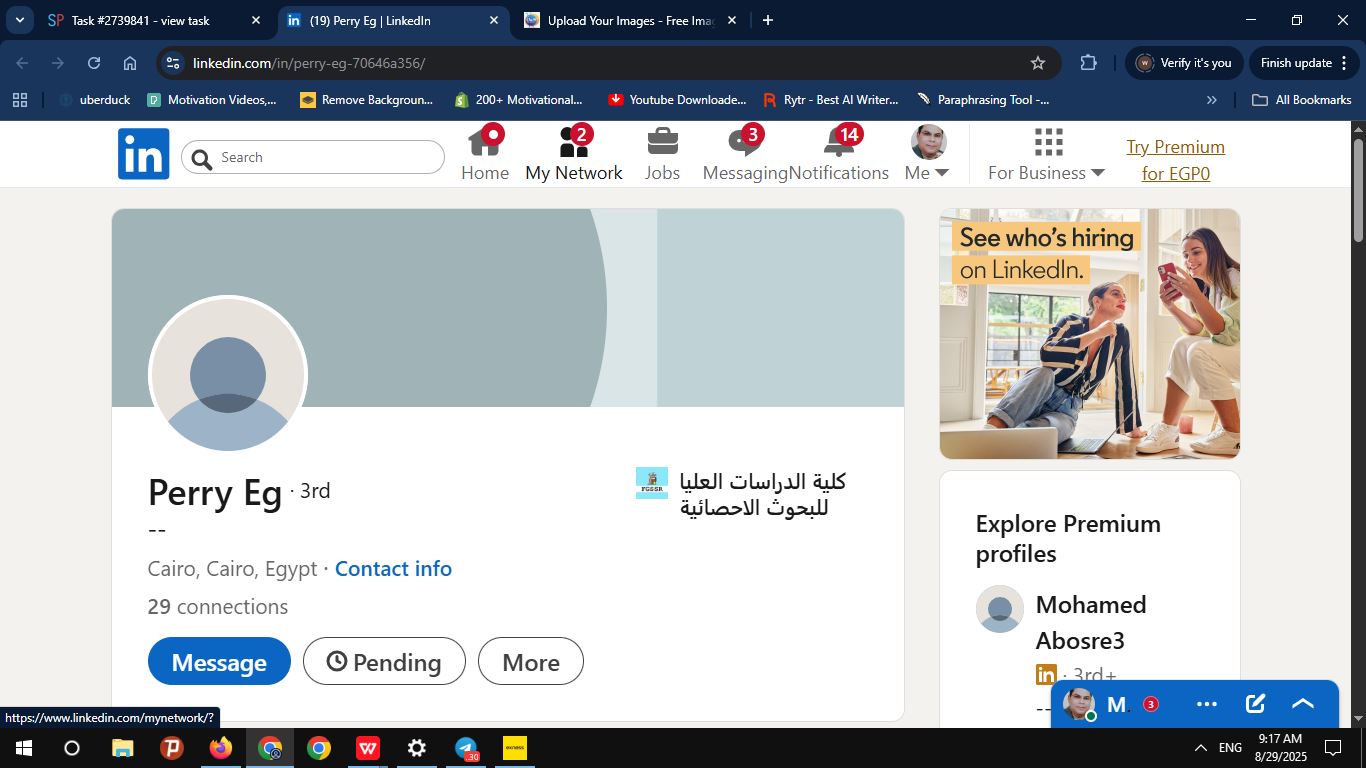 Task #2739841 - view task
(19) Perry Eg | LinkedIn
Upload Your Images - Free Ima
linkedin.com/in/perry-eg-70646a356/
Verify it's you
Finish update
uberduck
Motivation Videos,...
Remove Backgroun...
200+ Motivational...
Youtube Downloade...
Rytr - Best AI Writer...
Paraphrasing Tool -...
All Bookmarks
in
Search
Home
2
My Network
Jobs
3
Messaging
14
Notifications
Me
For Business
Try Premium
for EGP0
See who's hiring
on LinkedIn.
Perry Eg · 3rd
--
كلية الدراسات العليا
للبحوث الاحصائية
FGSSR
Cairo, Cairo, Egypt · Contact info
29 connections
Message
Pending
More
Explore Premium
profiles
Mohamed
Abosre3
in · 3rd+
--
M. 3
https://www.linkedin.com/mynetwork/?
.30
exness
ENG
9:17 AM
8/29/2025